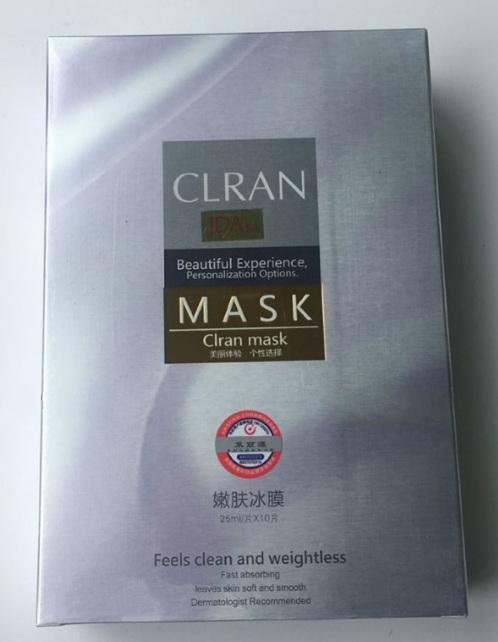 CLRAN
Beautiful Experience,
Personalization Options.
MASK
Clran mask
美丽体验 个性选择
嫩肤冰膜
25ml/片X10片
Feels clean and weightless
Fast absorbing
leaves skin soft and smooth
Dermatologist Recommended